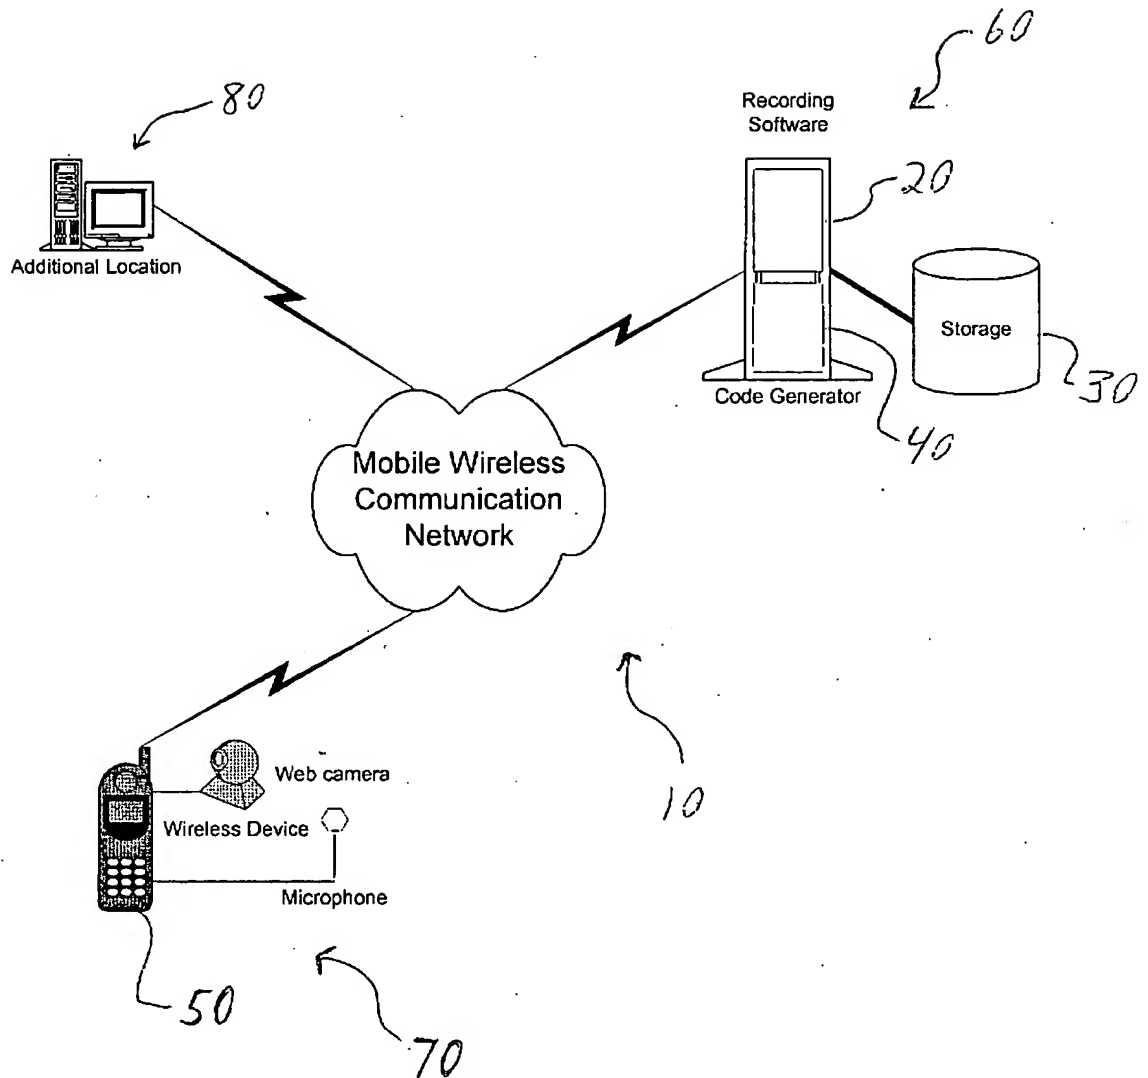 60
80
Recording
Software
20
Additional Location
Storage
30
Code Generator
40
Mobile Wireless
Communication
Network
10
Web camera
Wireless Device
Microphone
50
70